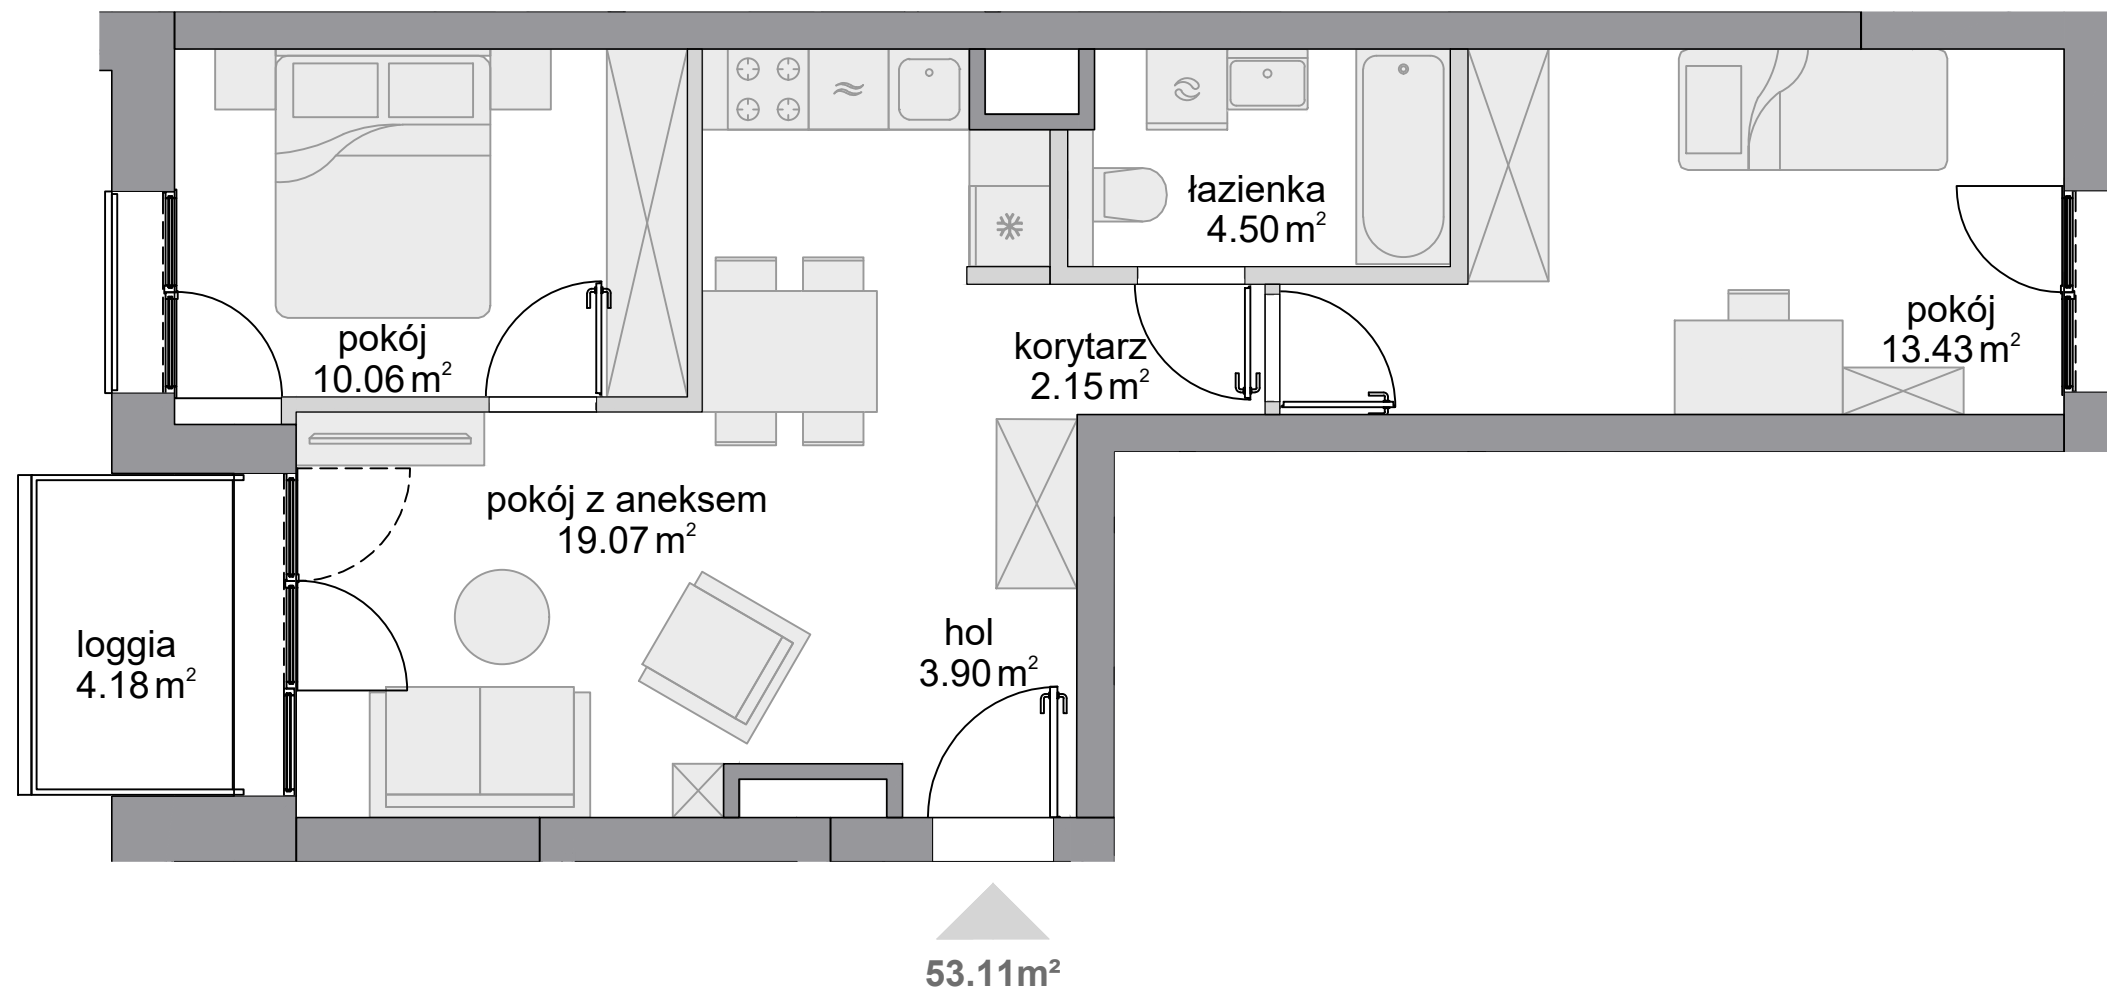 łazienka
4.50 m²
pokój
10.06 m²
korytarz
2.15 m²
pokój
13.43 m²
pokój z aneksem
19.07 m²
loggia
4.18 m²
hol
3.90 m²
53.11m²